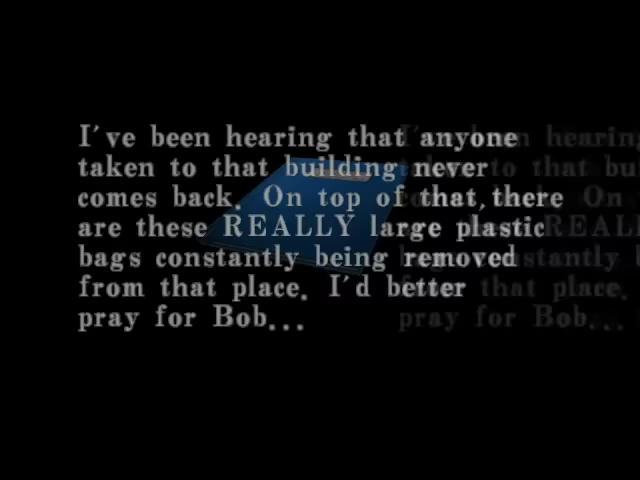 I've been hearing that anyone
taken to that building never
comes back. On top of that, there
are these REALLY large plastic
bags constantly being removed
from that place. I'd better
pray for Bob...